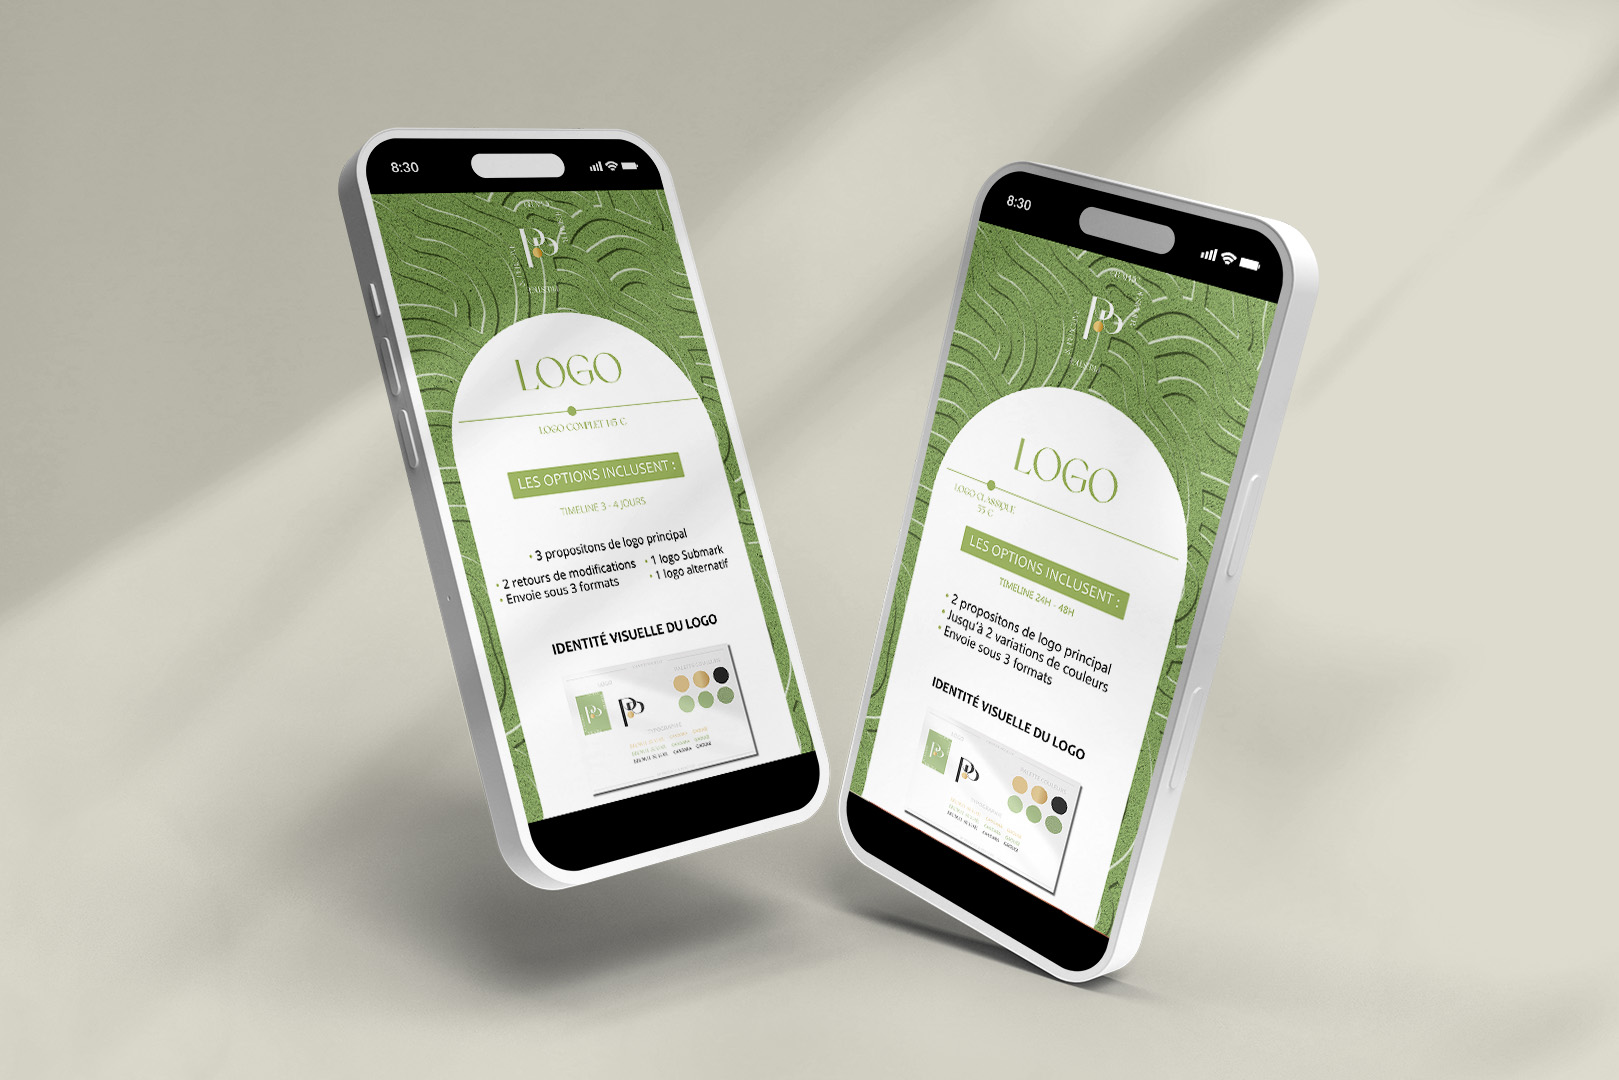 8:30
LOGO
LOGO COMPLET 115 €
LES OPTIONS INCLUSENT :
TIMELINE 3 - 4 JOURS
• 3 propositons de logo principal
• 2 retours de modifications
• Envoie sous 3 formats
• 1 logo Submark
• 1 logo alternatif
IDENTITÉ VISUELLE DU LOGO
TYPOGRAPHIE
8:30
LOGO
LOGO CLASSIQUE
55 €
LES OPTIONS INCLUSENT :
TIMELINE 24H - 48H
• 2 propositons de logo principal
• Jusqu'à 2 variations de couleurs
• Envoie sous 3 formats
IDENTITÉ VISUELLE DU LOGO